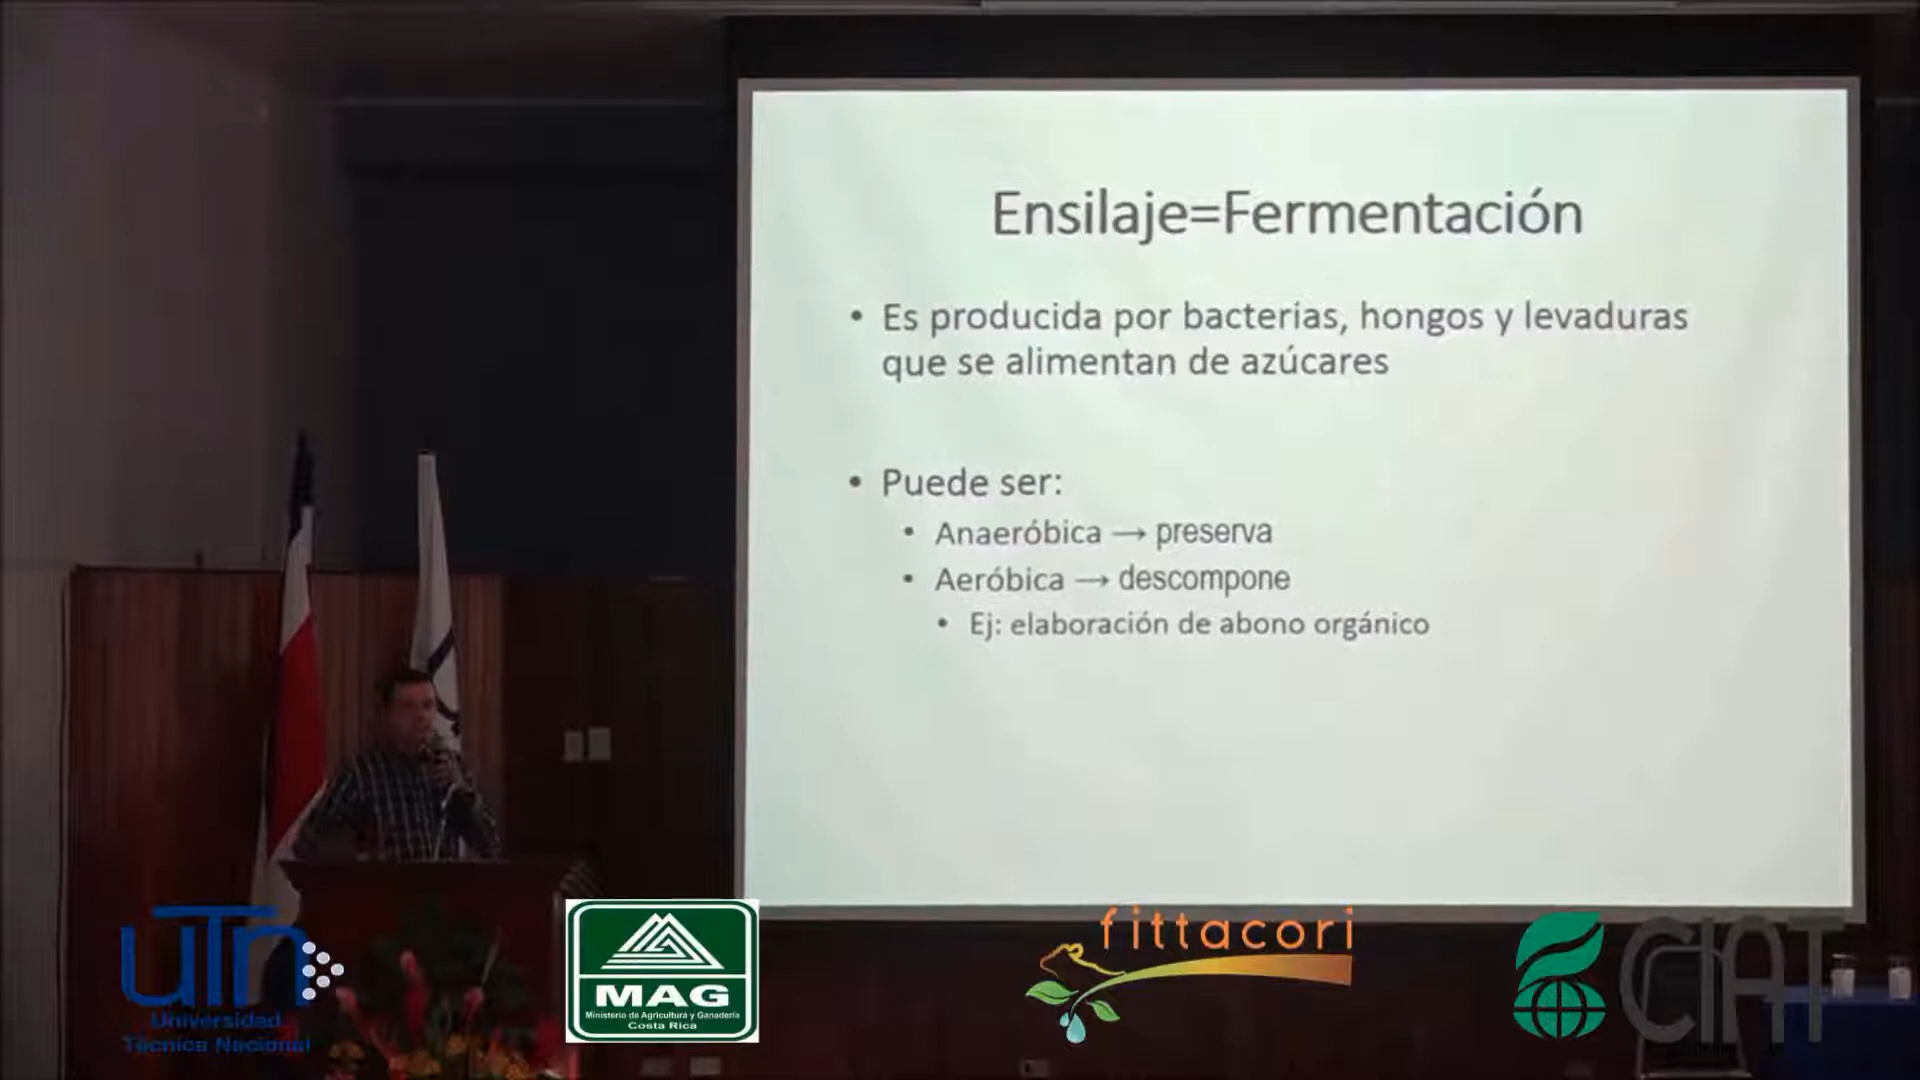 Ensilaje=Fermentación
• Es producida por bacterias, hongos y levaduras
que se alimentan de azúcares
• Puede ser:
• Anaeróbica → preserva
• Aeróbica → descompone
• Ej: elaboración de abono orgánico
uTn
Universidad
Técnica Nacional
MAG
Ministerio de Agricultura y Ganadería
Costa Rica
fittacori
CIAT